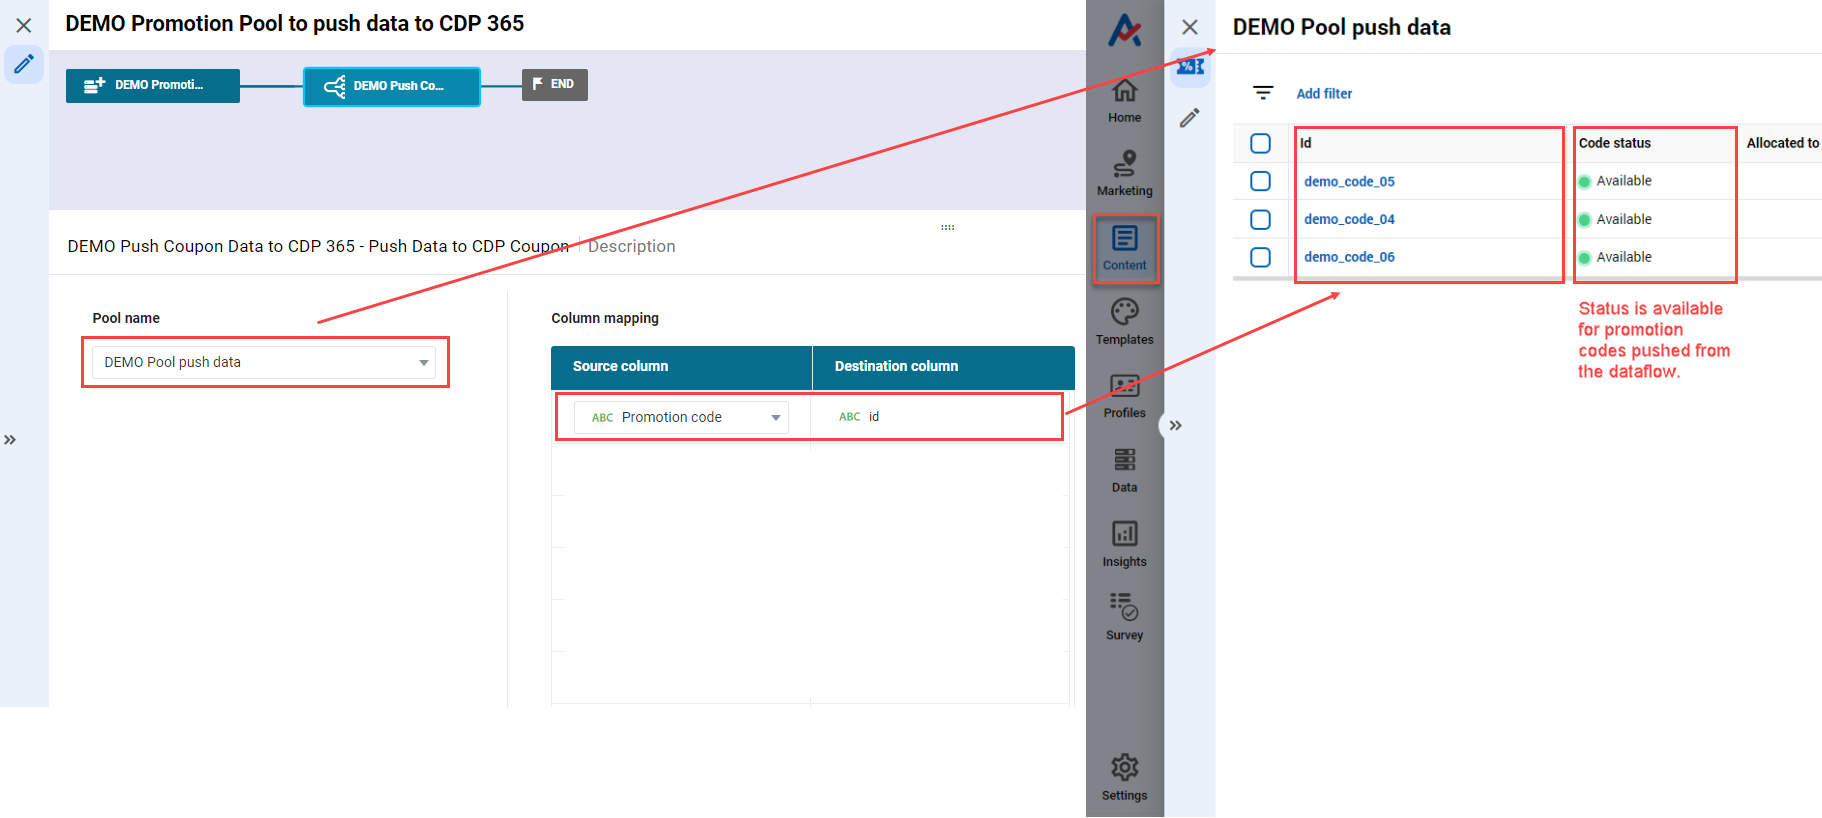 DEMO Promotion Pool to push data to CDP 365
DEMO Promoti...
DEMO Push Co...
END
DEMO Push Coupon Data to CDP 365 - Push Data to CDP Coupon
Description
Pool name
DEMO Pool push data
Column mapping
Source column
Destination column
ABC Promotion code
ABC id
Home
Marketing
Content
Templates
Profiles
Data
Insights
Survey
Settings
DEMO Pool push data
Add filter
Id
Code status
Allocated to
demo_code_05
Available
demo_code_04
Available
demo_code_06
Available
Status is available
for promotion
codes pushed from
the dataflow.